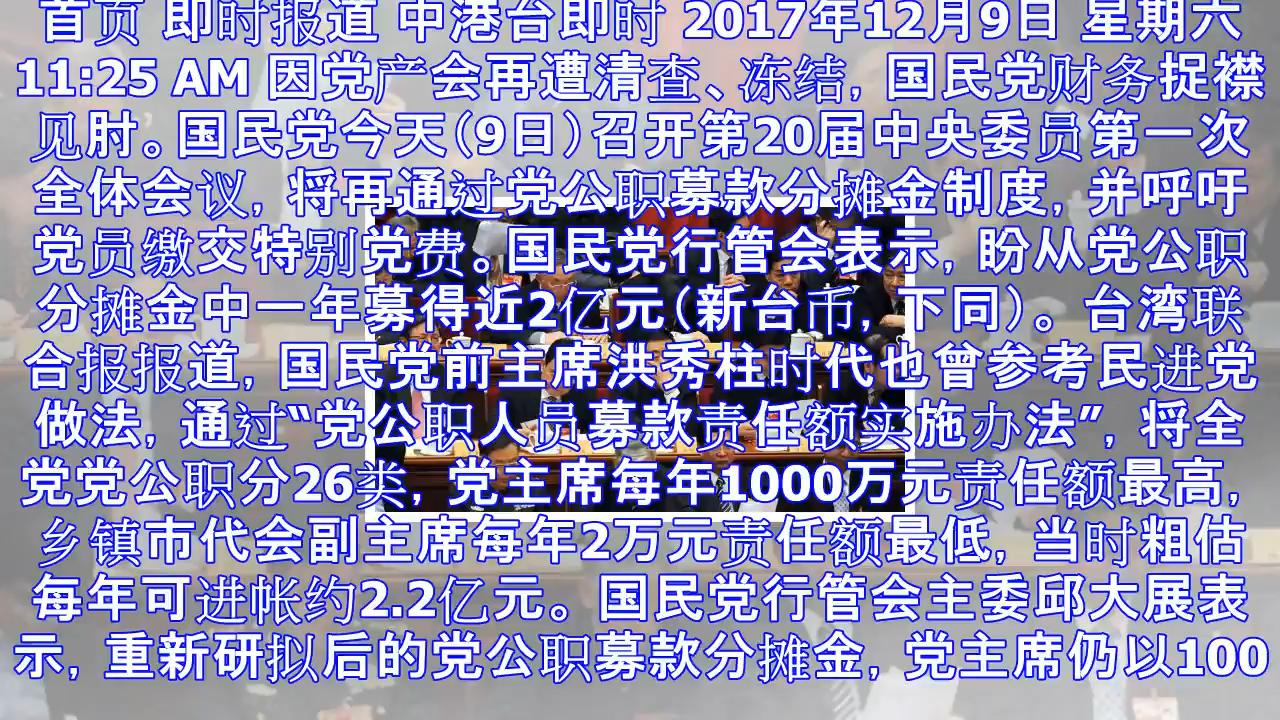 首页 即时报道 中港台即时 2017年12月9日 星期六
11:25 AM 因党产会再遭清查、冻结, 国民党财务捉襟
见肘。国民党今天(9日)召开第20届中央委员第一次
全体会议, 将再通过党公职募款分摊金制度, 并呼吁
党员缴交特别党费。国民党行管会表示, 盼从党公职
分摊金中一年募得近2亿元(新台币, 下同)。台湾联
合报报道, 国民党前主席洪秀柱时代也曾参考民进党
做法, 通过“党公职人员募款责任额实施办法”, 将全
党党公职分26类, 党主席每年1000万元责任额最高,
乡镇市代会副主席每年2万元责任额最低, 当时粗估
每年可进帐约2.2亿元。国民党行管会主委邱大展表
示, 重新研拟后的党公职募款分摊金, 党主席仍以100